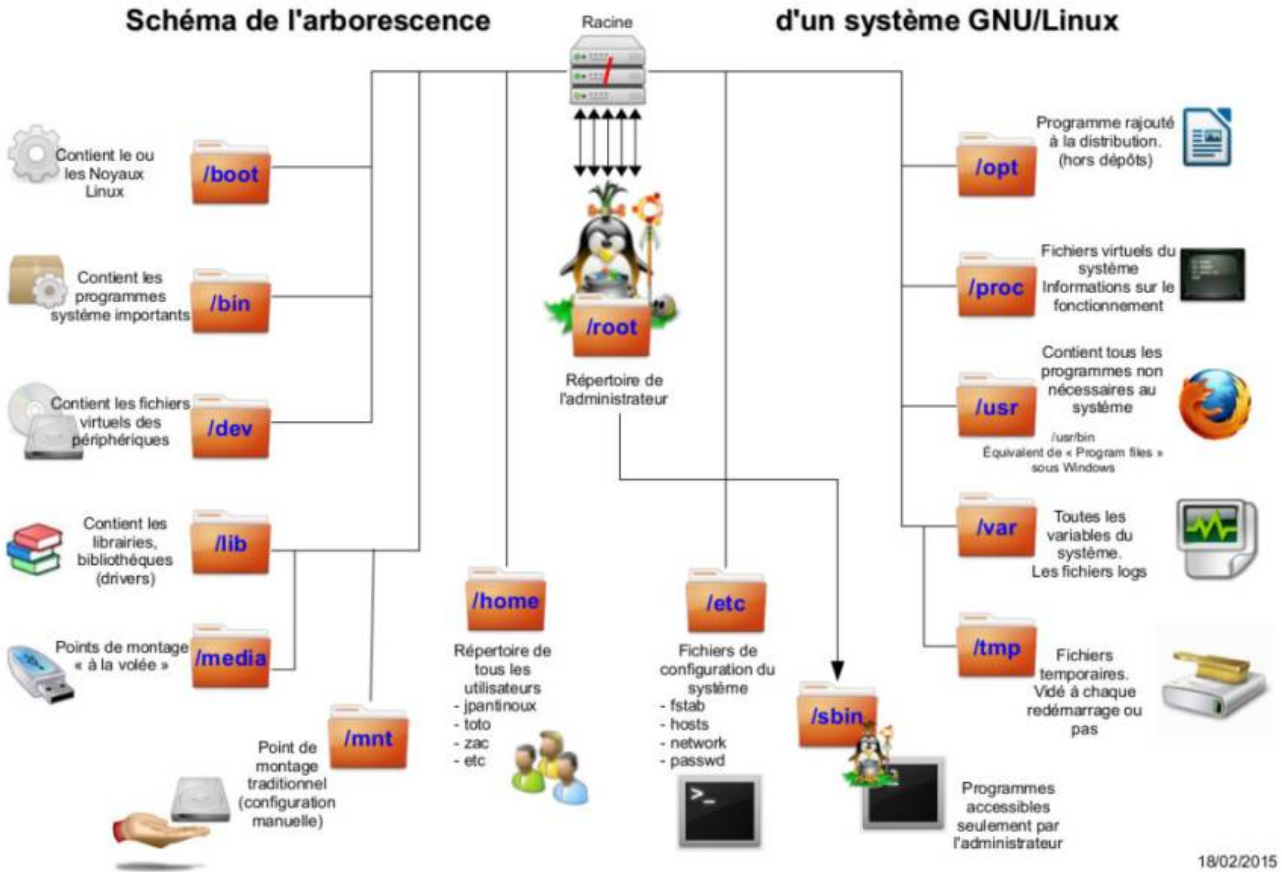 Schéma de l'arborescence
d'un système GNU/Linux
Racine
/
Contient le ou
les Noyaux
Linux
/boot
Contient les
programmes
système importants
/bin
Contient les fichiers
virtuels des
périphériques
/dev
Contient les
librairies,
bibliothèques
(drivers)
/lib
Points de montage
« à la volée »
/media
Point de
montage
traditionnel
(configuration
manuelle)
/mnt
/home
Répertoire de
tous les
utilisateurs
- jpantinoux
- toto
- zac
- etc
/root
Répertoire de
l'administrateur
/etc
Fichiers de
configuration du
système
- fstab
- hosts
- network
- passwd
>_
/sbin
Programmes
accessibles
seulement par
l'administrateur
/opt
Programme rajouté
à la distribution.
(hors dépôts)
/proc
Fichiers virtuels du
système
Informations sur le
fonctionnement
/usr
Contient tous les
programmes non
nécessaires au
système
/usr/bin
Équivalent de « Program files »
sous Windows
/var
Toutes les
variables du
système.
Les fichiers logs
/tmp
Fichiers
temporaires.
Vidé à chaque
redémarrage ou
pas
18/02/2015